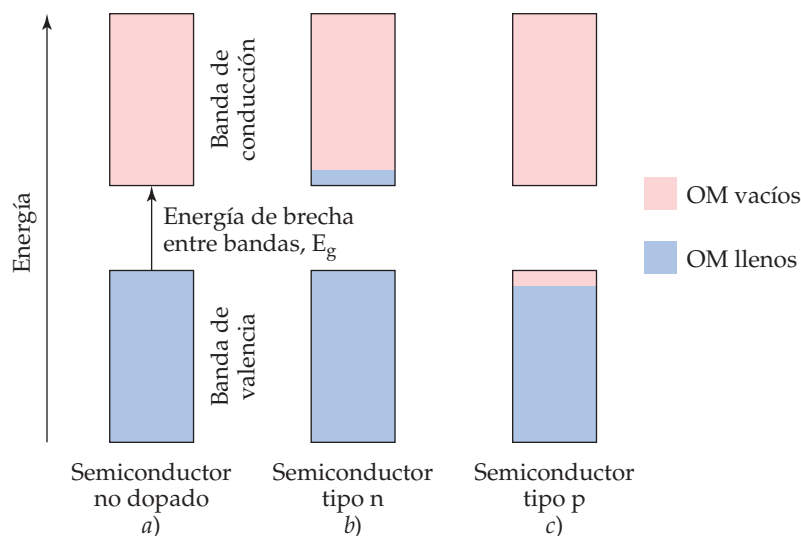 Energía
Banda de
conducción
Energía de brecha
entre bandas, Eg
Banda de
valencia
OM vacíos
OM llenos
Semiconductor
no dopado
a)
Semiconductor
tipo n
b)
Semiconductor
tipo p
c)